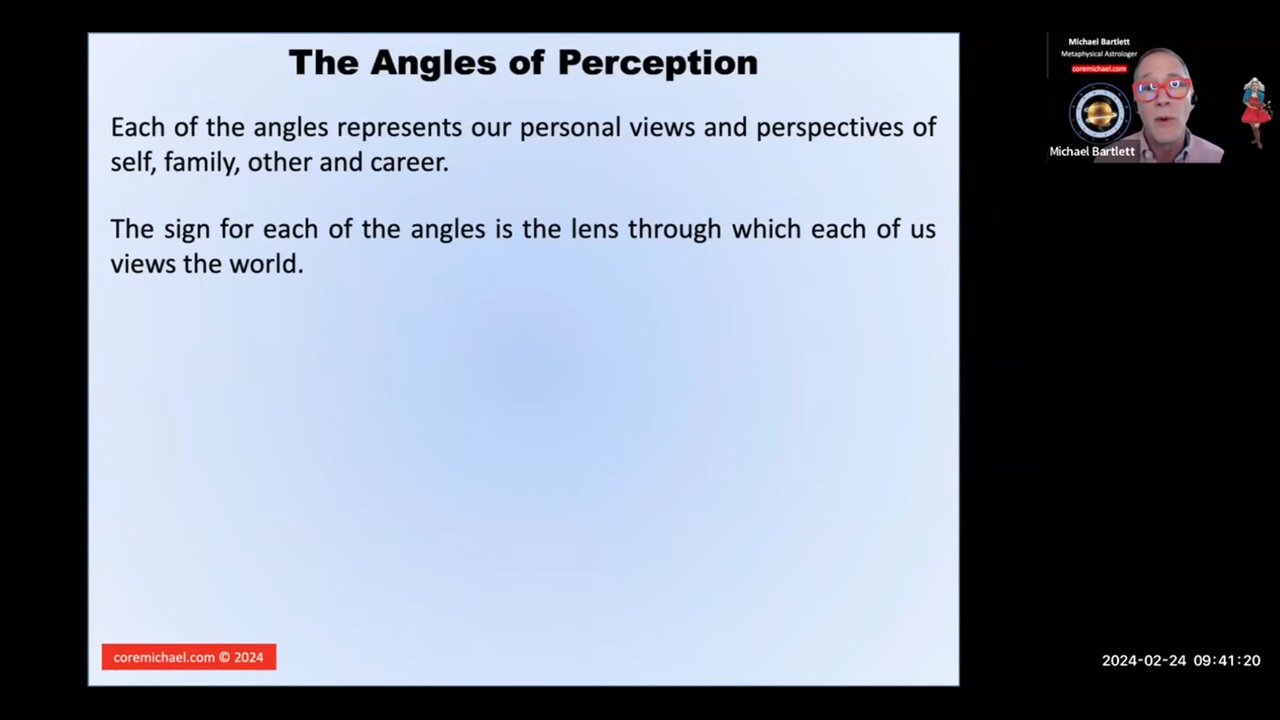 The Angles of Perception
Each of the angles represents our personal views and perspectives of
self, family, other and career.
The sign for each of the angles is the lens through which each of us
views the world.
coremichael.com © 2024
Michael Bartlett
Metaphysical Astrologer
coremichael.com
Michael Bartlett
2024-02-24 09:41:20